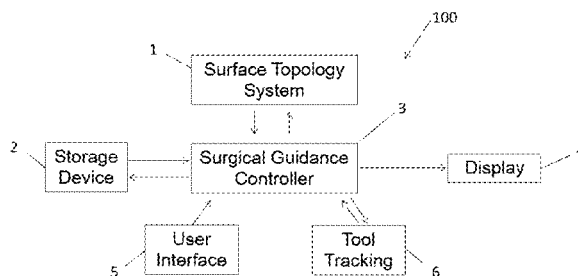 100
1
Surface Topology
System
3
2
Storage
Device
Surgical Guidance
Controller
Display
User
Interface
5
Tool
Tracking
6